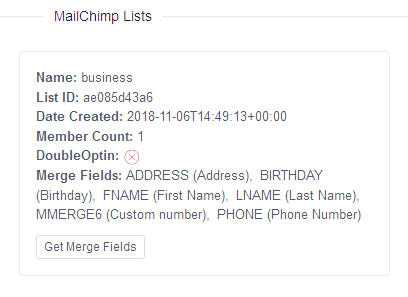 MailChimp Lists
Name: business
List ID: ae085d43a6
Date Created: 2018-11-06T14:49:13+00:00
Member Count: 1
DoubleOptin:
Merge Fields: ADDRESS (Address), BIRTHDAY
(Birthday), FNAME (First Name), LNAME (Last Name),
MMERGE6 (Custom number), PHONE (Phone Number)
Get Merge Fields